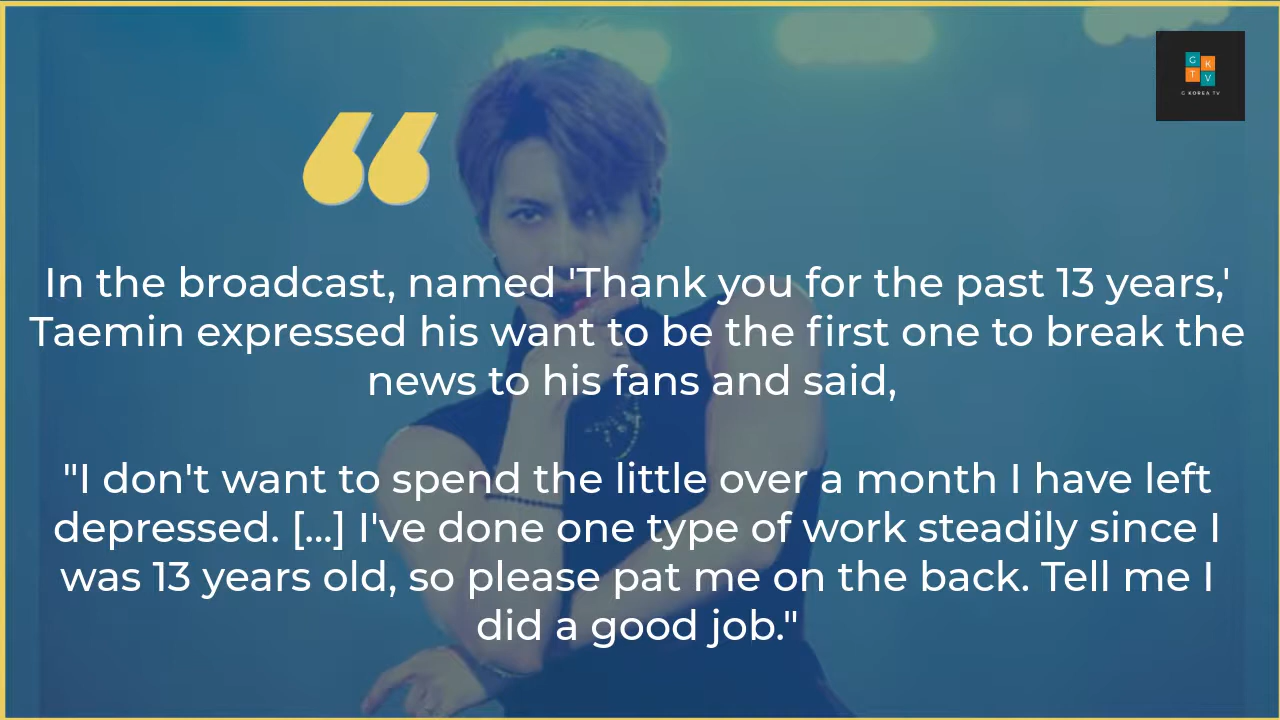 G
K
T
V
G KOREA TV
“
In the broadcast, named 'Thank you for the past 13 years,'
Taemin expressed his want to be the first one to break the
news to his fans and said,
"I don't want to spend the little over a month I have left
depressed. [...] I've done one type of work steadily since I
was 13 years old, so please pat me on the back. Tell me I
did a good job."